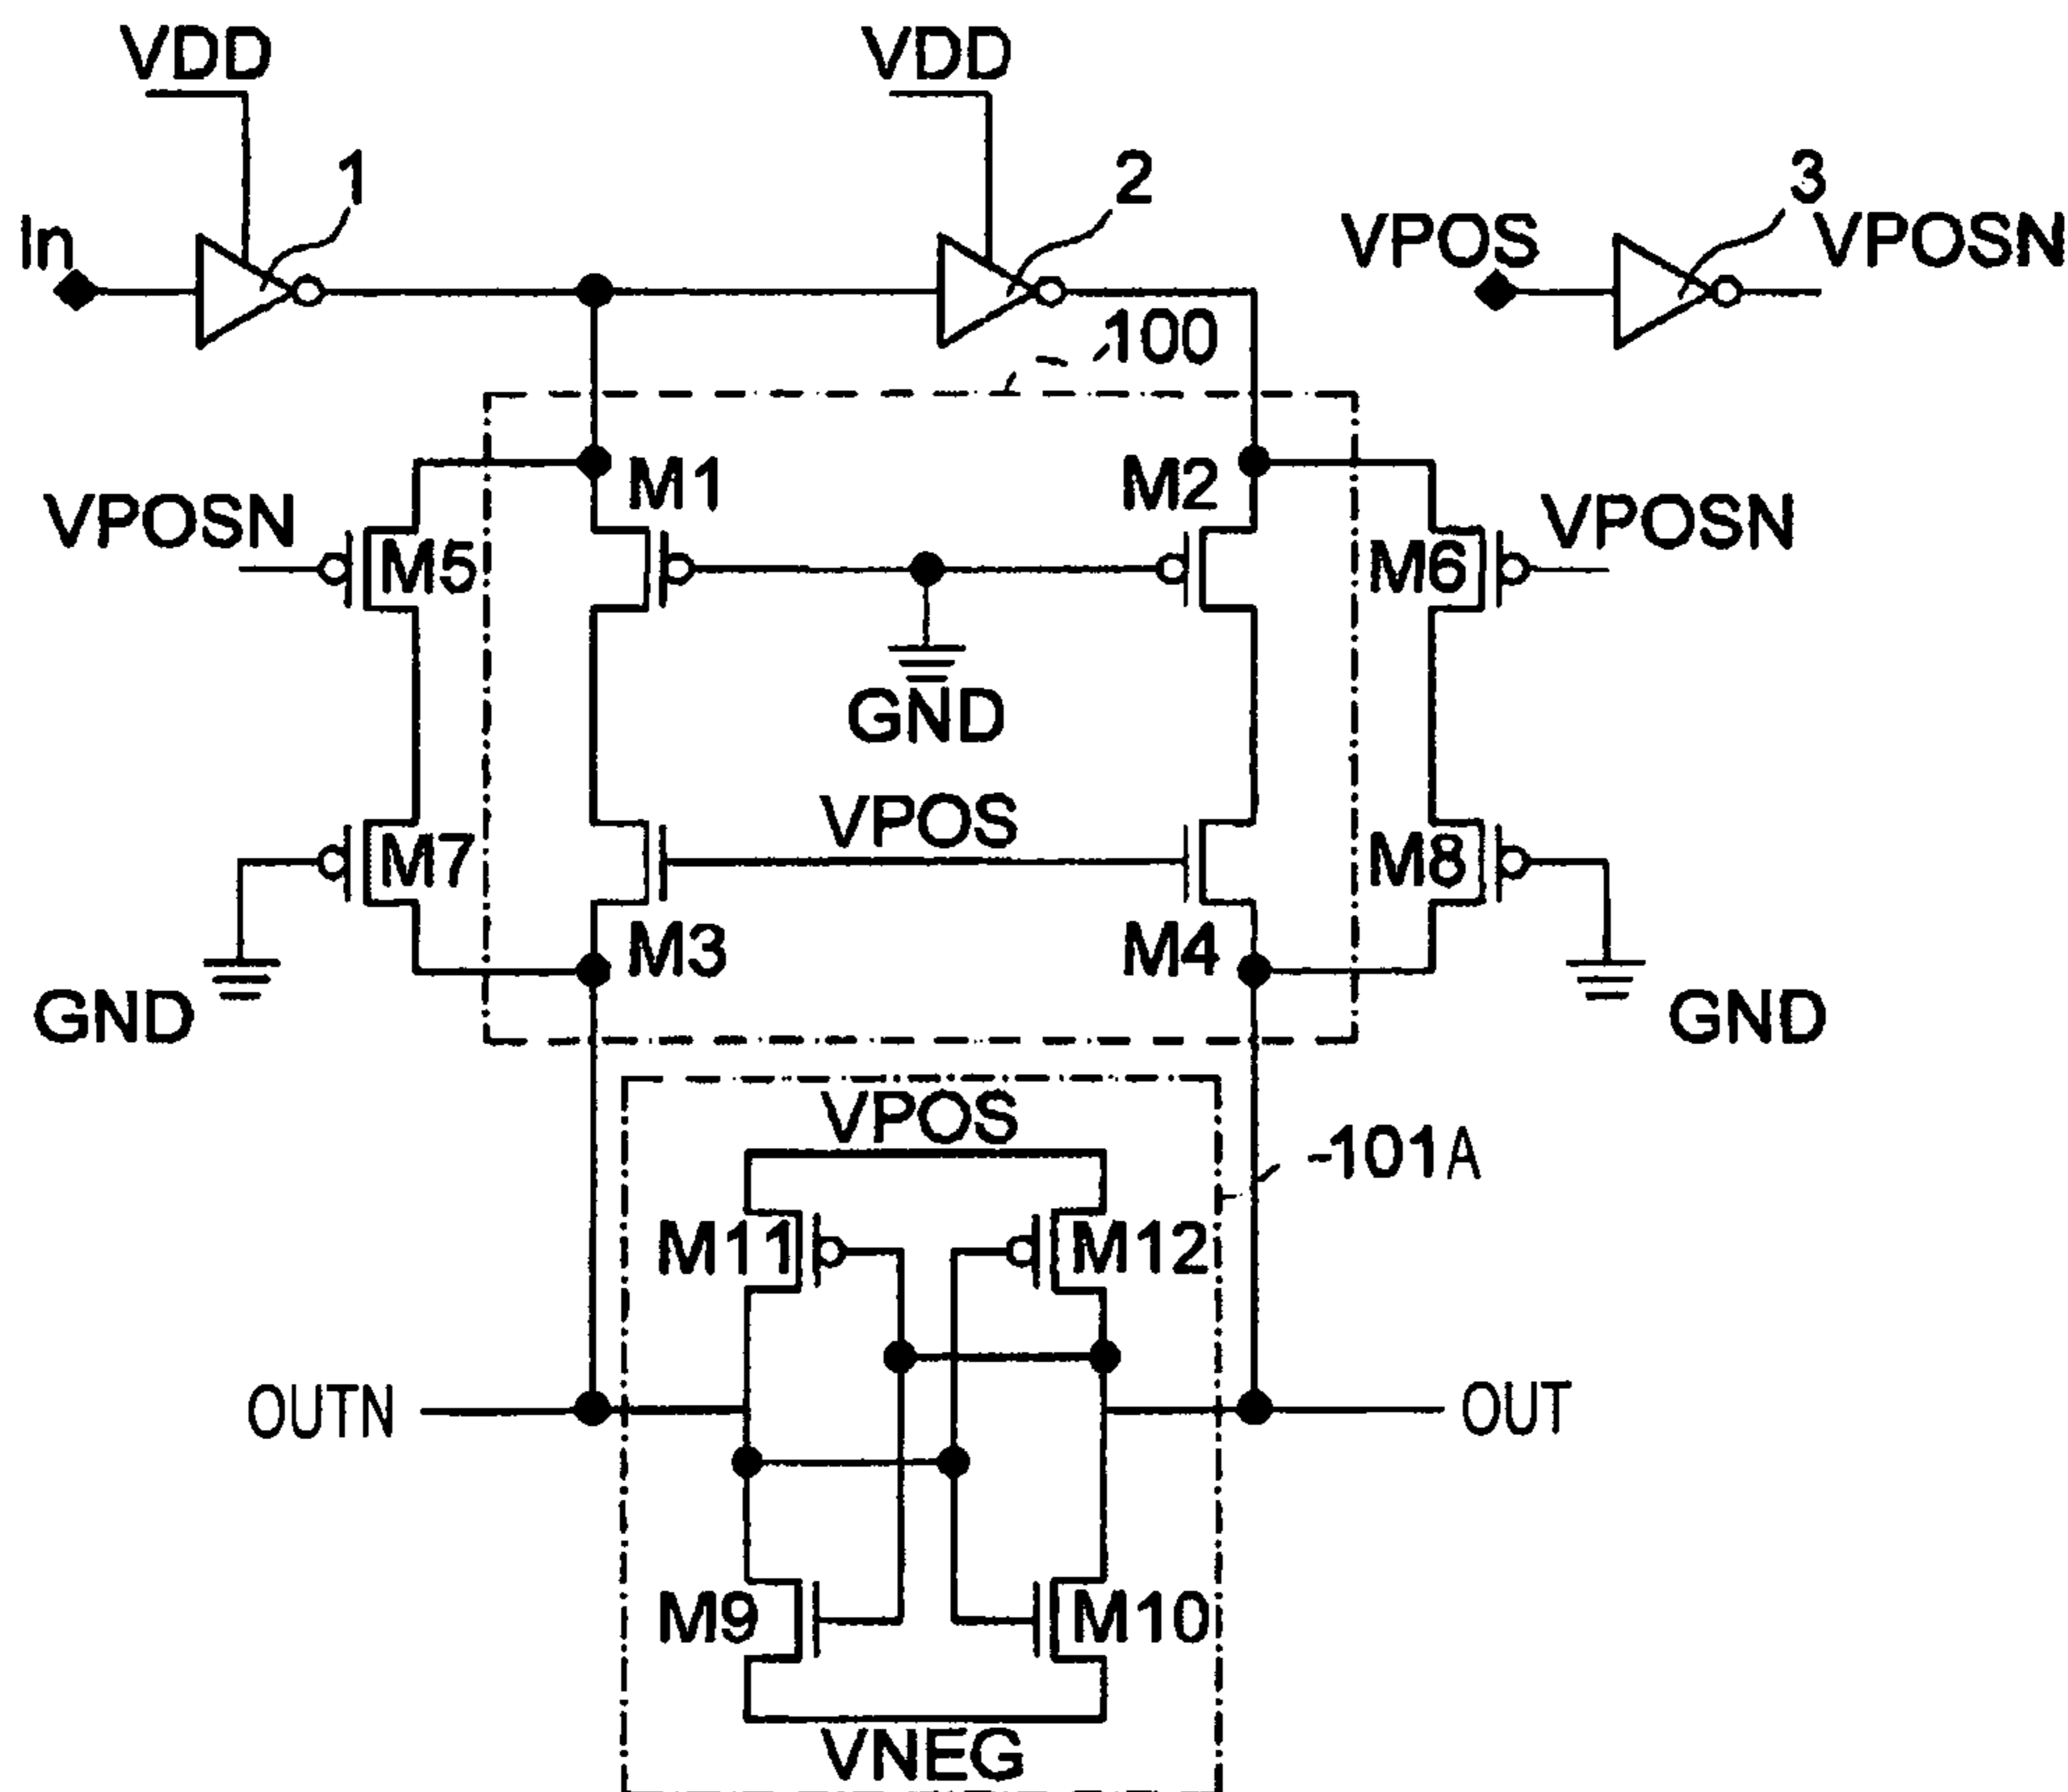 VDD
VDD
1
2
3
In
VPOS
VPOSN
100
M1
M2
VPOSN
M5
M6
VPOSN
GND
VPOS
M7
M8
M3
M4
GND
GND
VPOS
101A
M11
M12
OUTN
OUT
M9
M10
VNEG